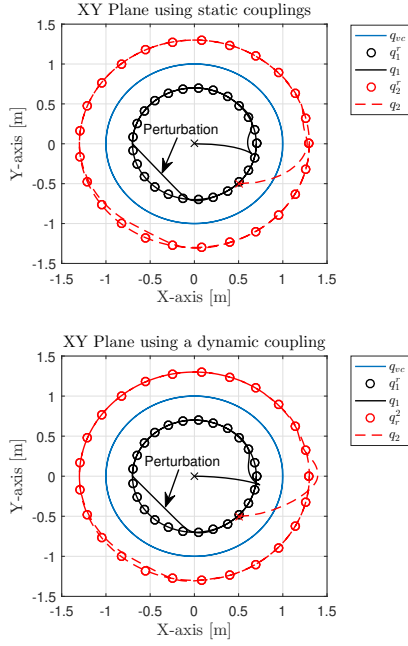 XY Plane using static couplings
1.5
1
0.5
0
-0.5
-1
-1.5
Y-axis [m]
Perturbation
-1.5 -1 -0.5 0 0.5 1 1.5
X-axis [m]
q_vc
q_1^r
q_1
q_2^r
q_2
XY Plane using a dynamic coupling
1.5
1
0.5
0
-0.5
-1
-1.5
Y-axis [m]
Perturbation
-1.5 -1 -0.5 0 0.5 1 1.5
X-axis [m]
q_vc
q_1^r
q_1
q_r^2
q_2